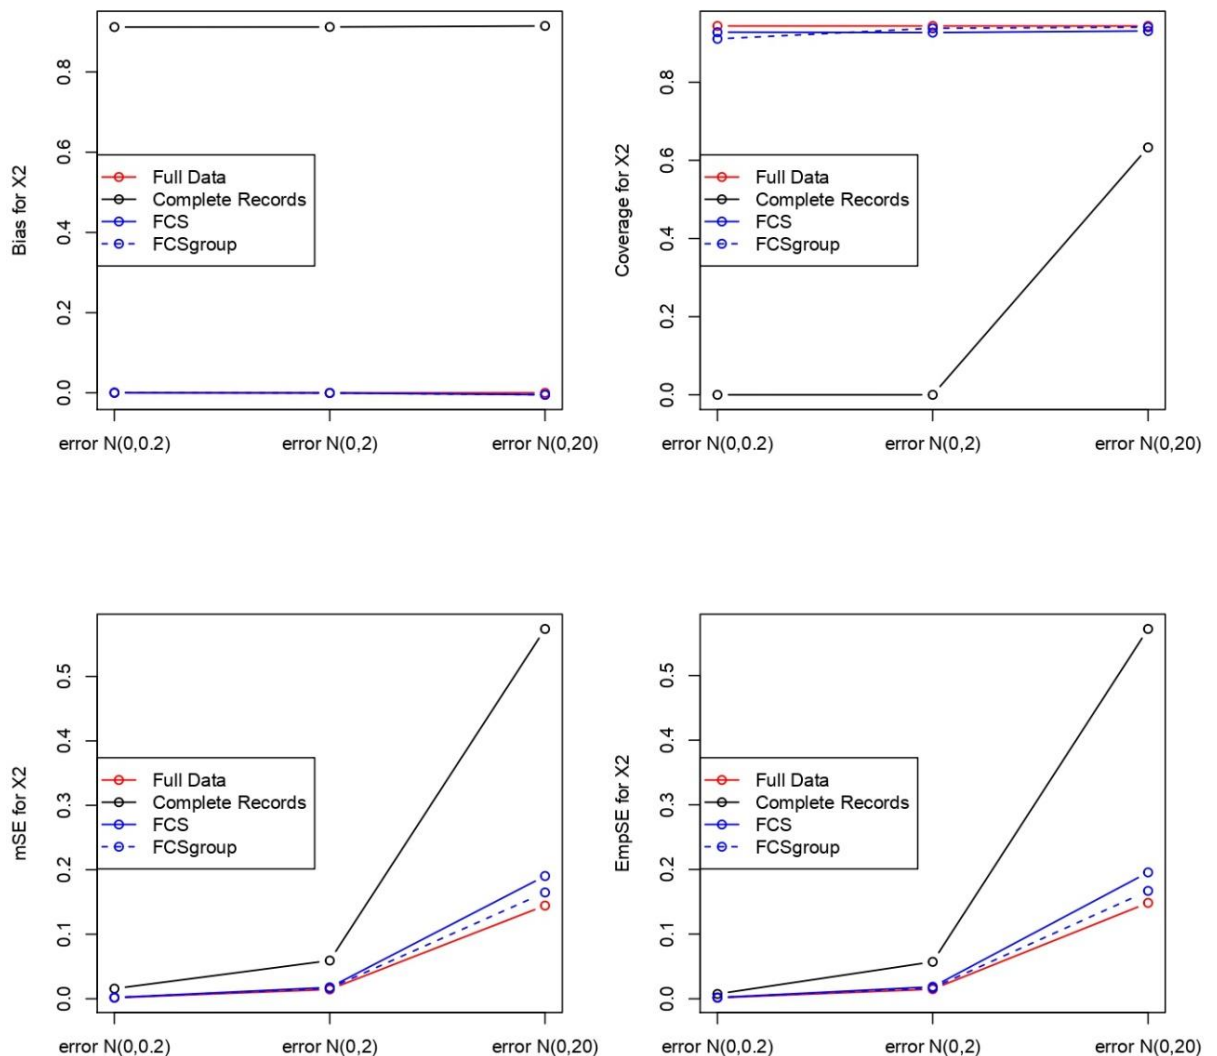 Bias for X2
0.8
0.6
0.4
0.2
0.0
Full Data
Complete Records
FCS
FCSgroup
error N(0,0.2)
error N(0,2)
error N(0,20)
Coverage for X2
0.8
0.6
0.4
0.2
0.0
Full Data
Complete Records
FCS
FCSgroup
error N(0,0.2)
error N(0,2)
error N(0,20)
mSE for X2
0.5
0.4
0.3
0.2
0.1
0.0
Full Data
Complete Records
FCS
FCSgroup
error N(0,0.2)
error N(0,2)
error N(0,20)
EmpSE for X2
0.5
0.4
0.3
0.2
0.1
0.0
Full Data
Complete Records
FCS
FCSgroup
error N(0,0.2)
error N(0,2)
error N(0,20)